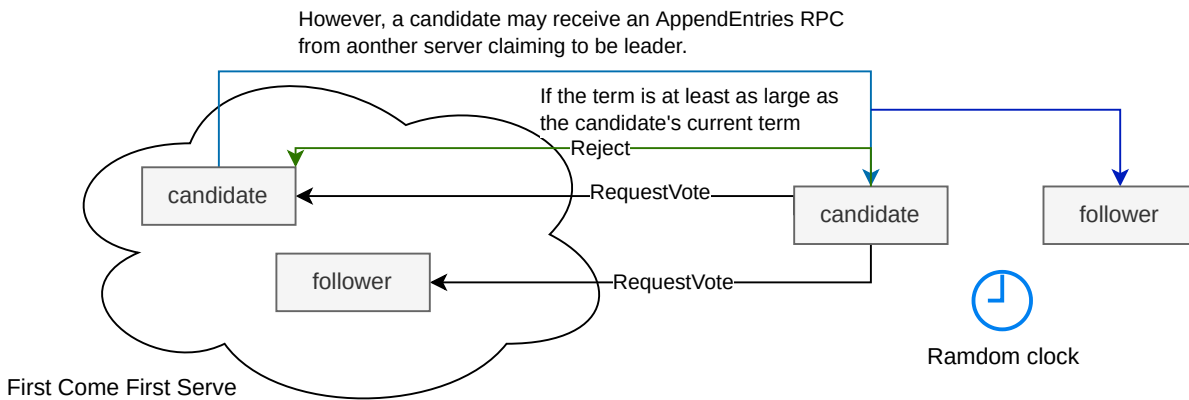 However, a candidate may receive an AppendEntries RPC
from aonther server claiming to be leader.
If the term is at least as large as
the candidate's current term
Reject
candidate
RequestVote
candidate
follower
follower
RequestVote
Ramdom clock
First Come First Serve